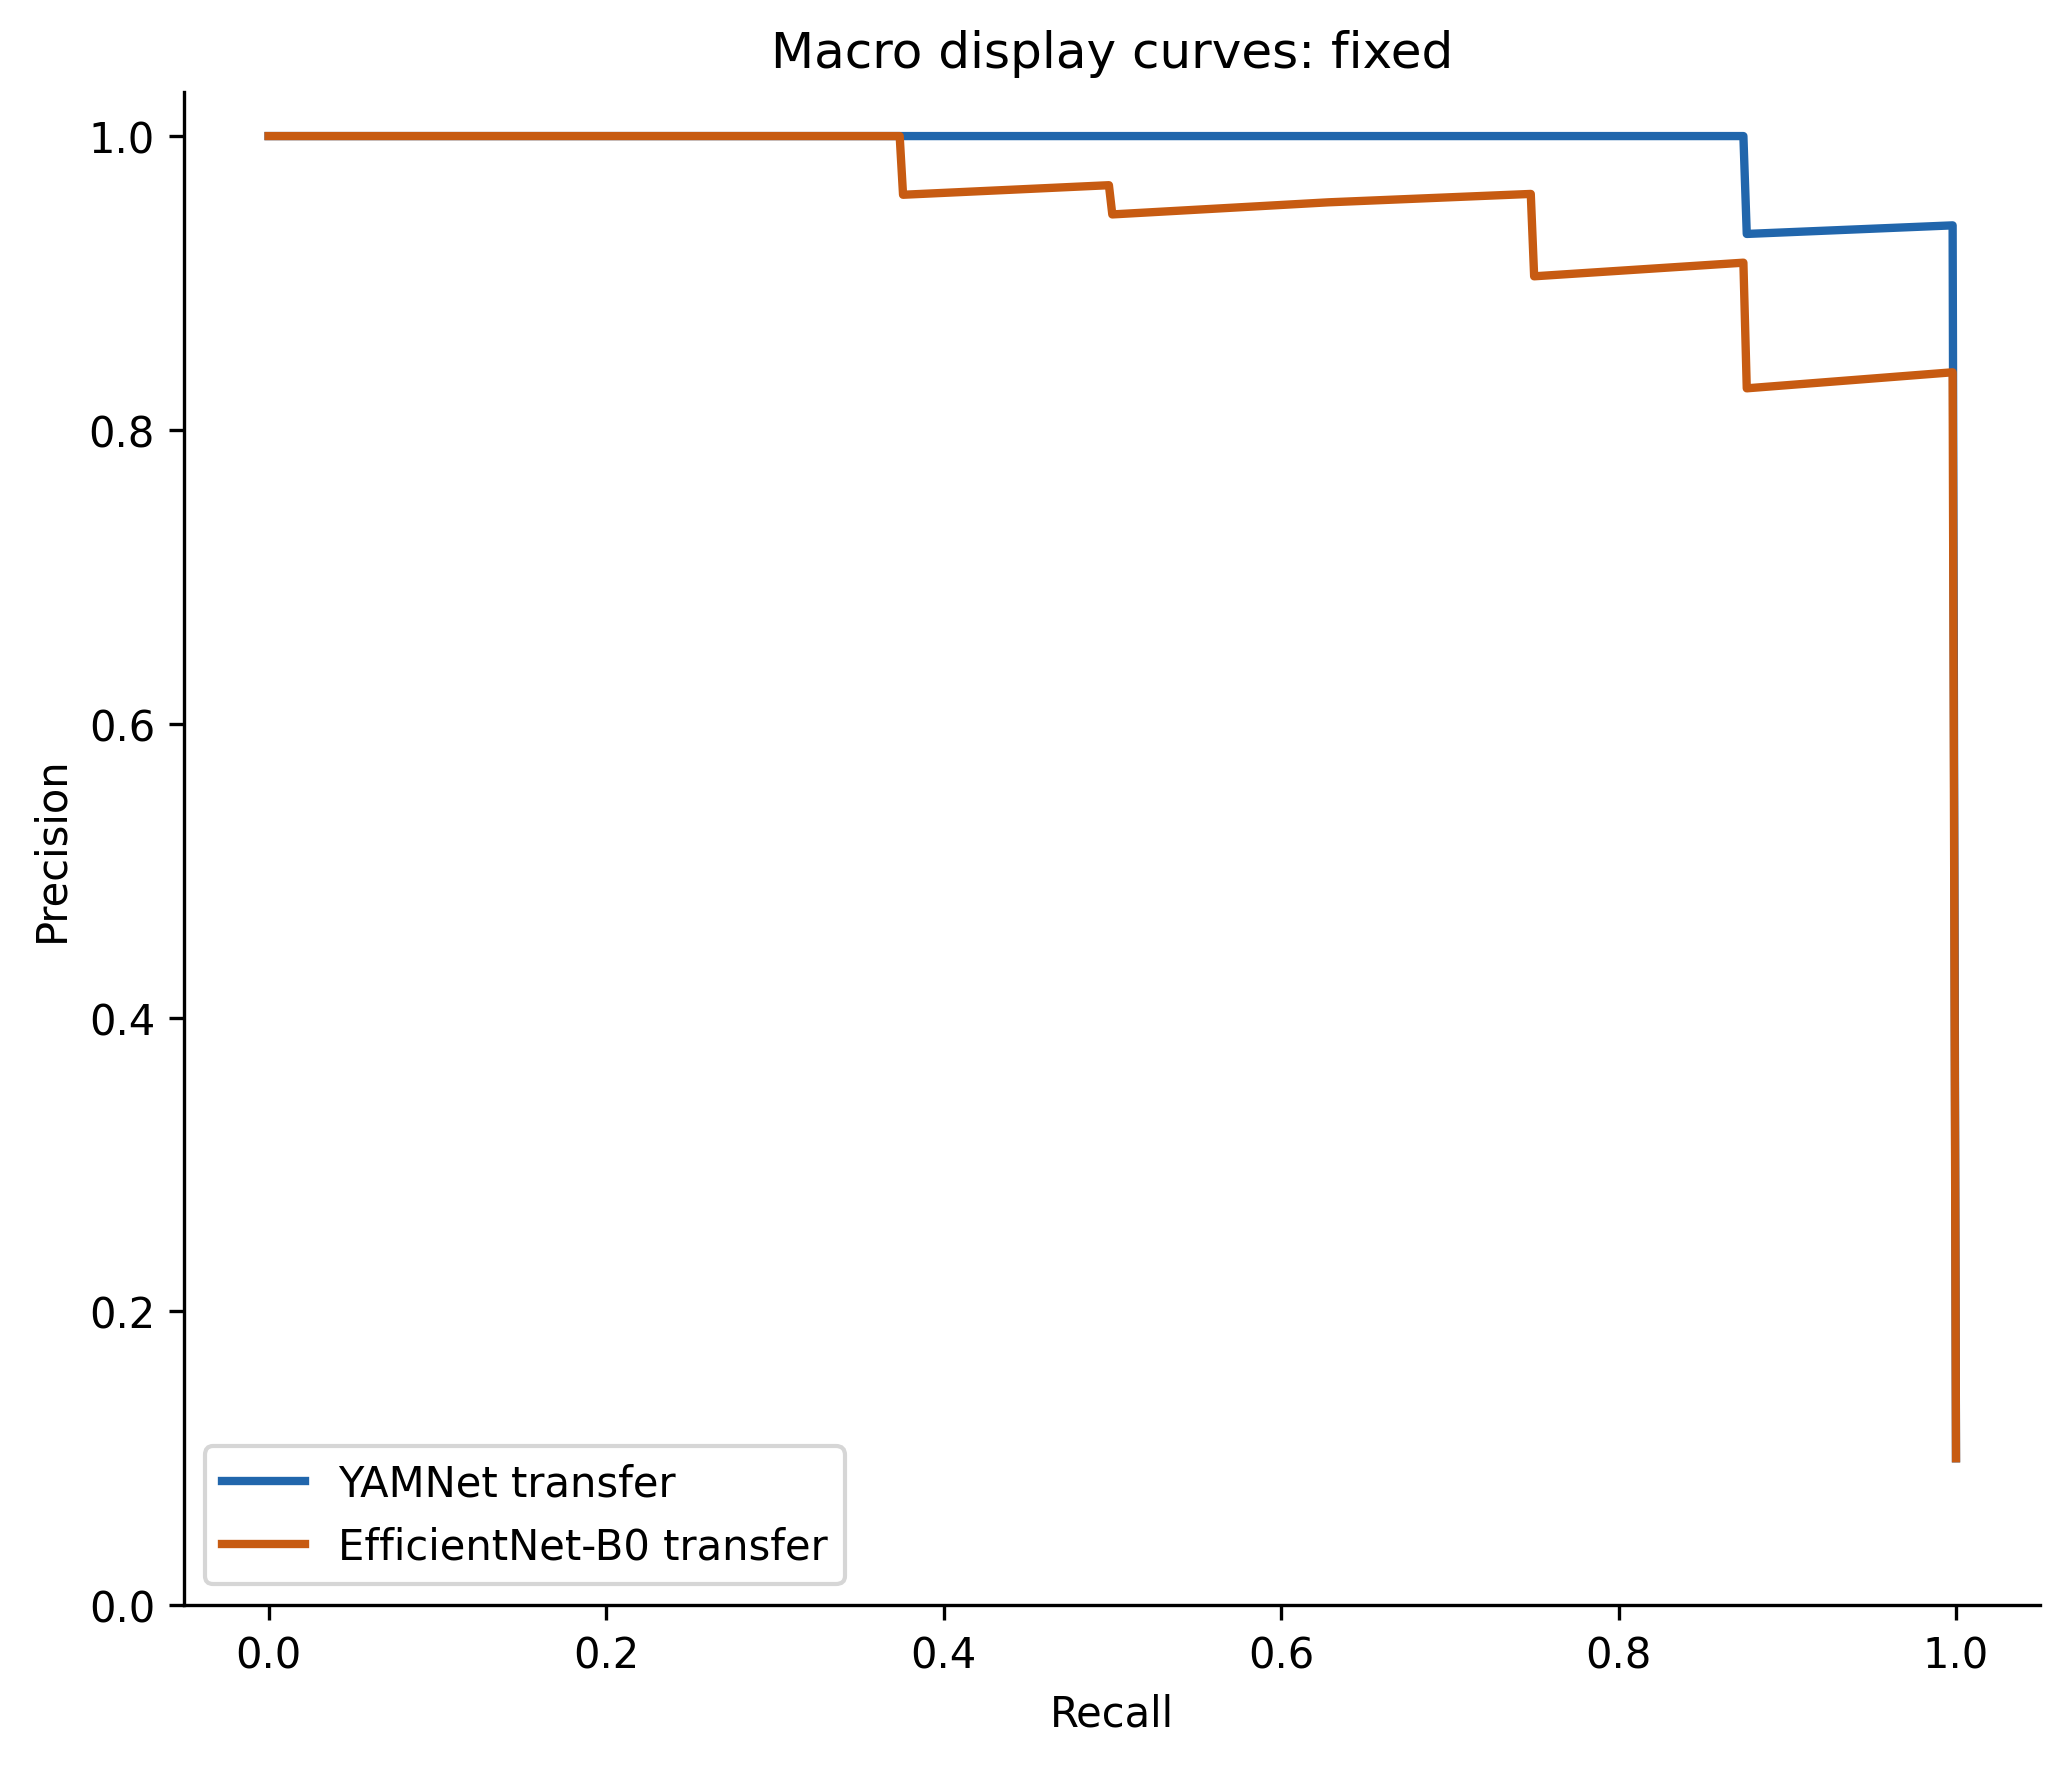 Macro display curves: fixed
Precision
1.0
0.8
0.6
0.4
0.2
0.0
YAMNet transfer
EfficientNet-B0 transfer
0.0 0.2 0.4 0.6 0.8 1.0
Recall